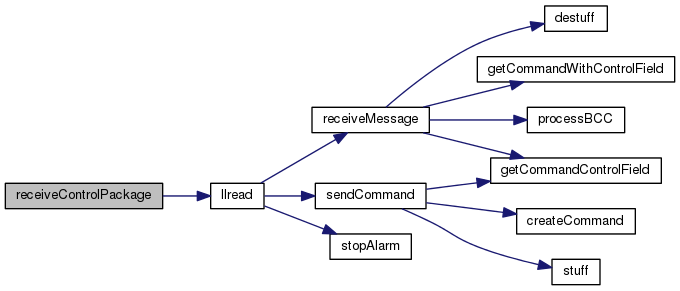 destuff
getCommandWithControlField
receiveMessage
processBCC
getCommandControlField
receiveControlPackage
llread
sendCommand
createCommand
stopAlarm
stuff